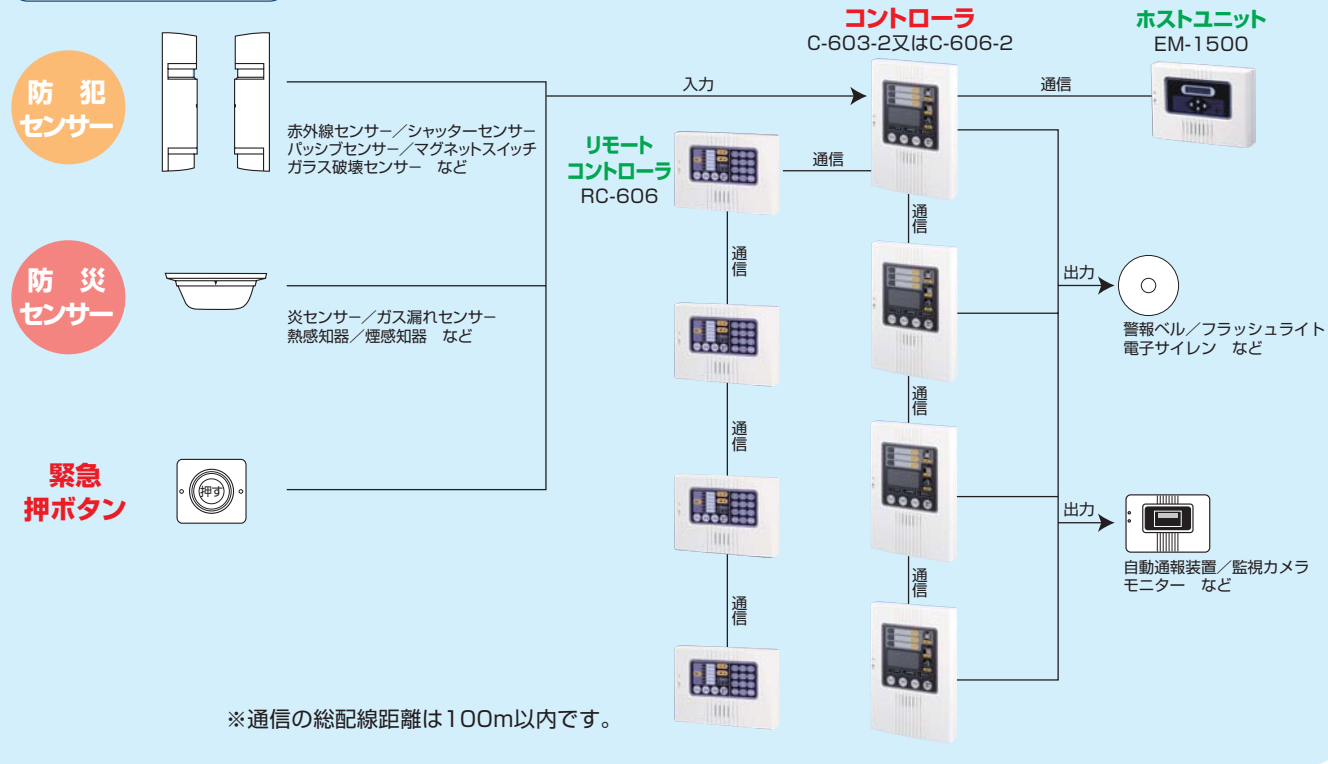 コントローラ
C-603-2又はC-606-2
ホストユニット
EM-1500
防 犯
センサー
赤外線センサー／シャッターセンサー
パッシブセンサー／マグネットスイッチ
ガラス破壊センサー　など
入力
通信
リモート
コントローラ
RC-606
通信
通信
通信
防 災
センサー
炎センサー／ガス漏れセンサー
熱感知器／煙感知器　など
出力
警報ベル／フラッシュライト
電子サイレン　など
通信
通信
緊急
押ボタン
押す
出力
自動通報装置／監視カメラ
モニター　など
通信
通信
※通信の総配線距離は100m以内です。